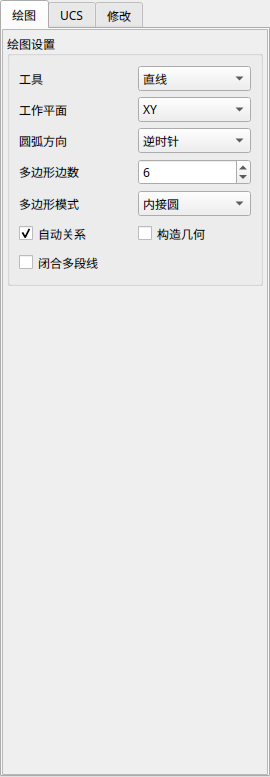 绘图 UCS 修改
绘图设置
工具 直线
工作平面 XY
圆弧方向 逆时针
多边形边数 6
多边形模式 内接圆
自动关系 构造几何
闭合多段线